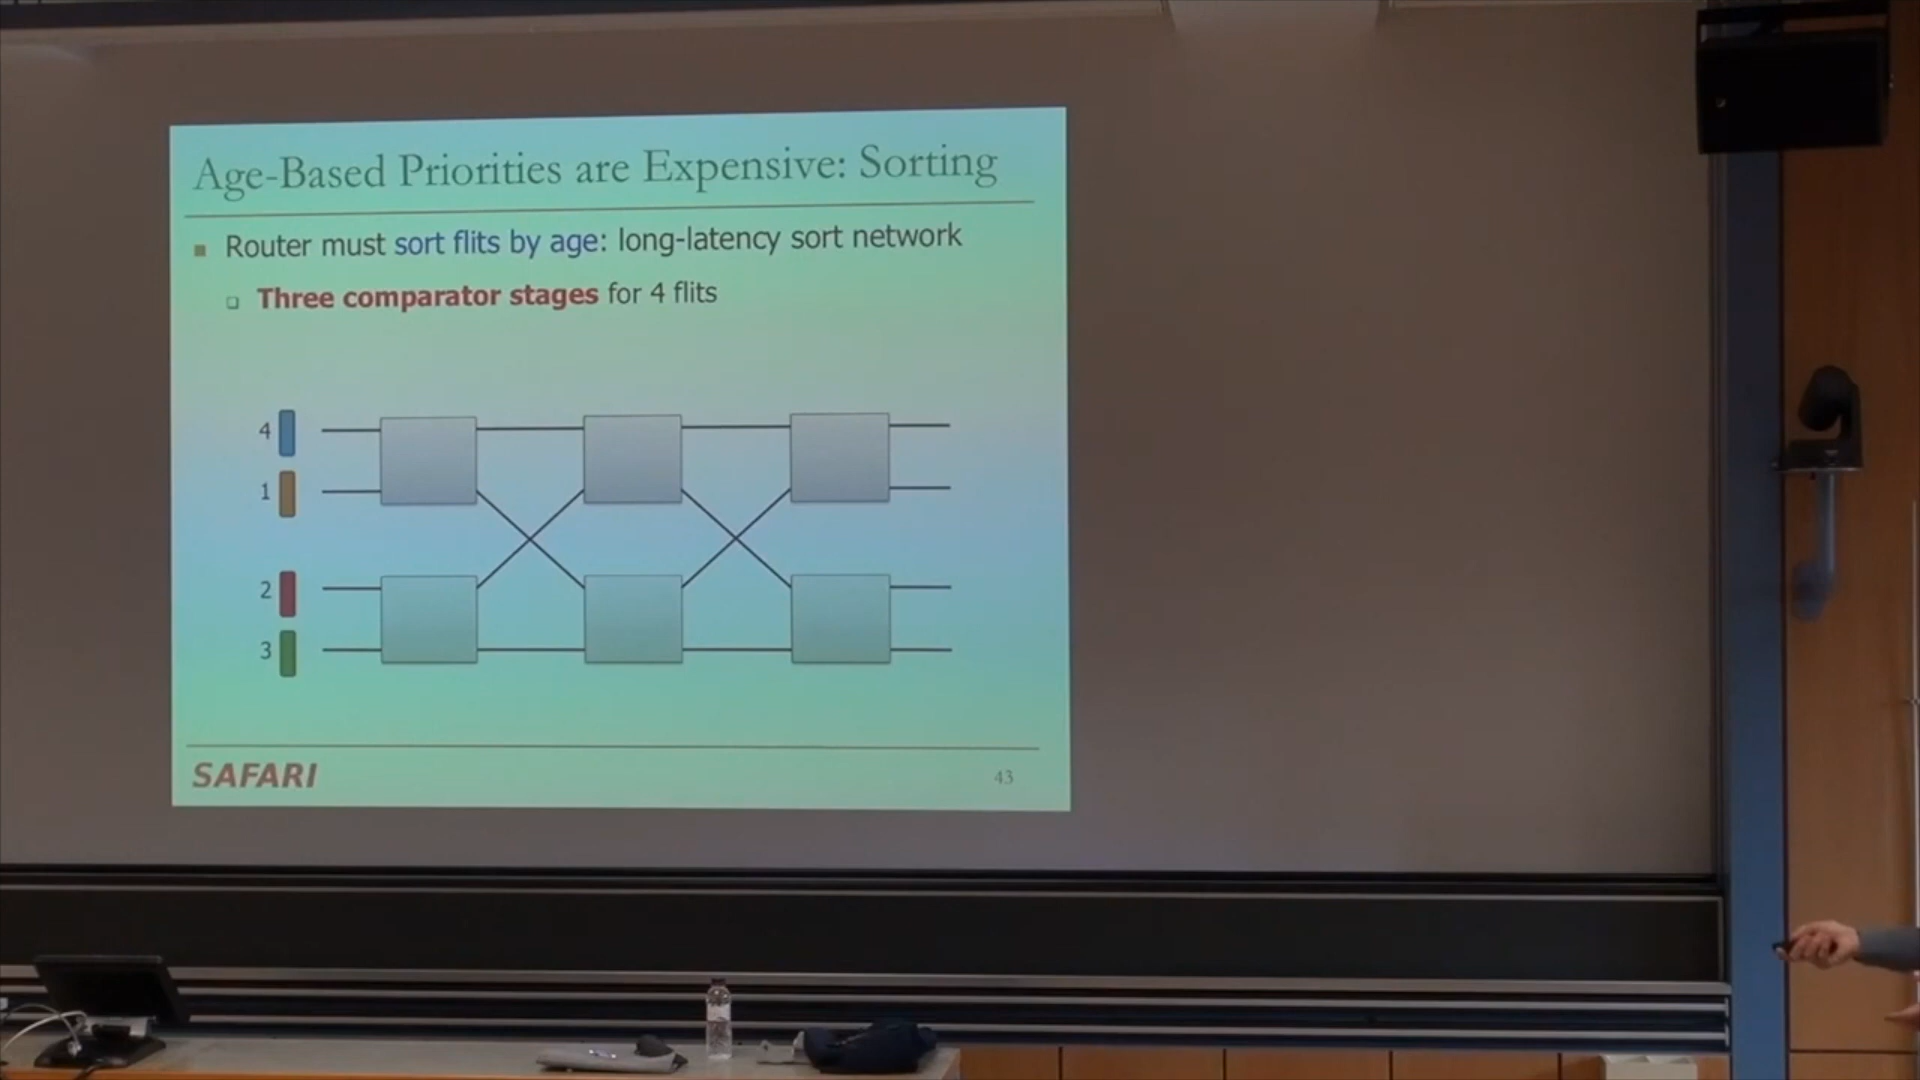 Age-Based Priorities are Expensive: Sorting
Router must sort flits by age: long-latency sort network
Three comparator stages for 4 flits
4
1
2
3
SAFARI
43